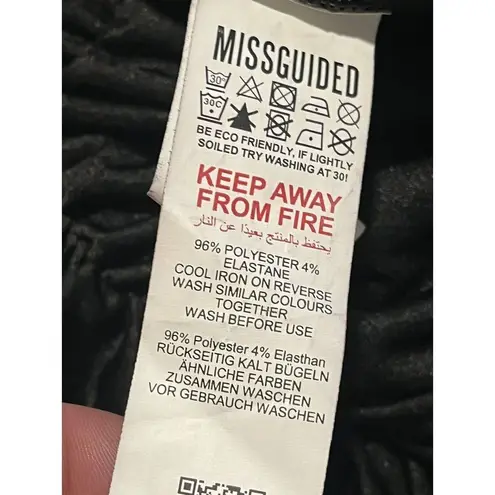 MISSGUIDED
30°
30C
BE ECO FRIENDLY, IF LIGHTLY
SOILED TRY WASHING AT 30!
KEEP AWAY
FROM FIRE
يحتفظ بالمنتج بعيدًا عن النار
96% POLYESTER 4%
ELASTANE
COOL IRON ON REVERSE
WASH SIMILAR COLOURS
TOGETHER
WASH BEFORE USE
96% Polyester 4% Elasthan
RÜCKSEITIG KALT BÜGELN
ÄHNLICHE FARBEN
ZUSAMMEN WASCHEN
VOR GEBRAUCH WASCHEN